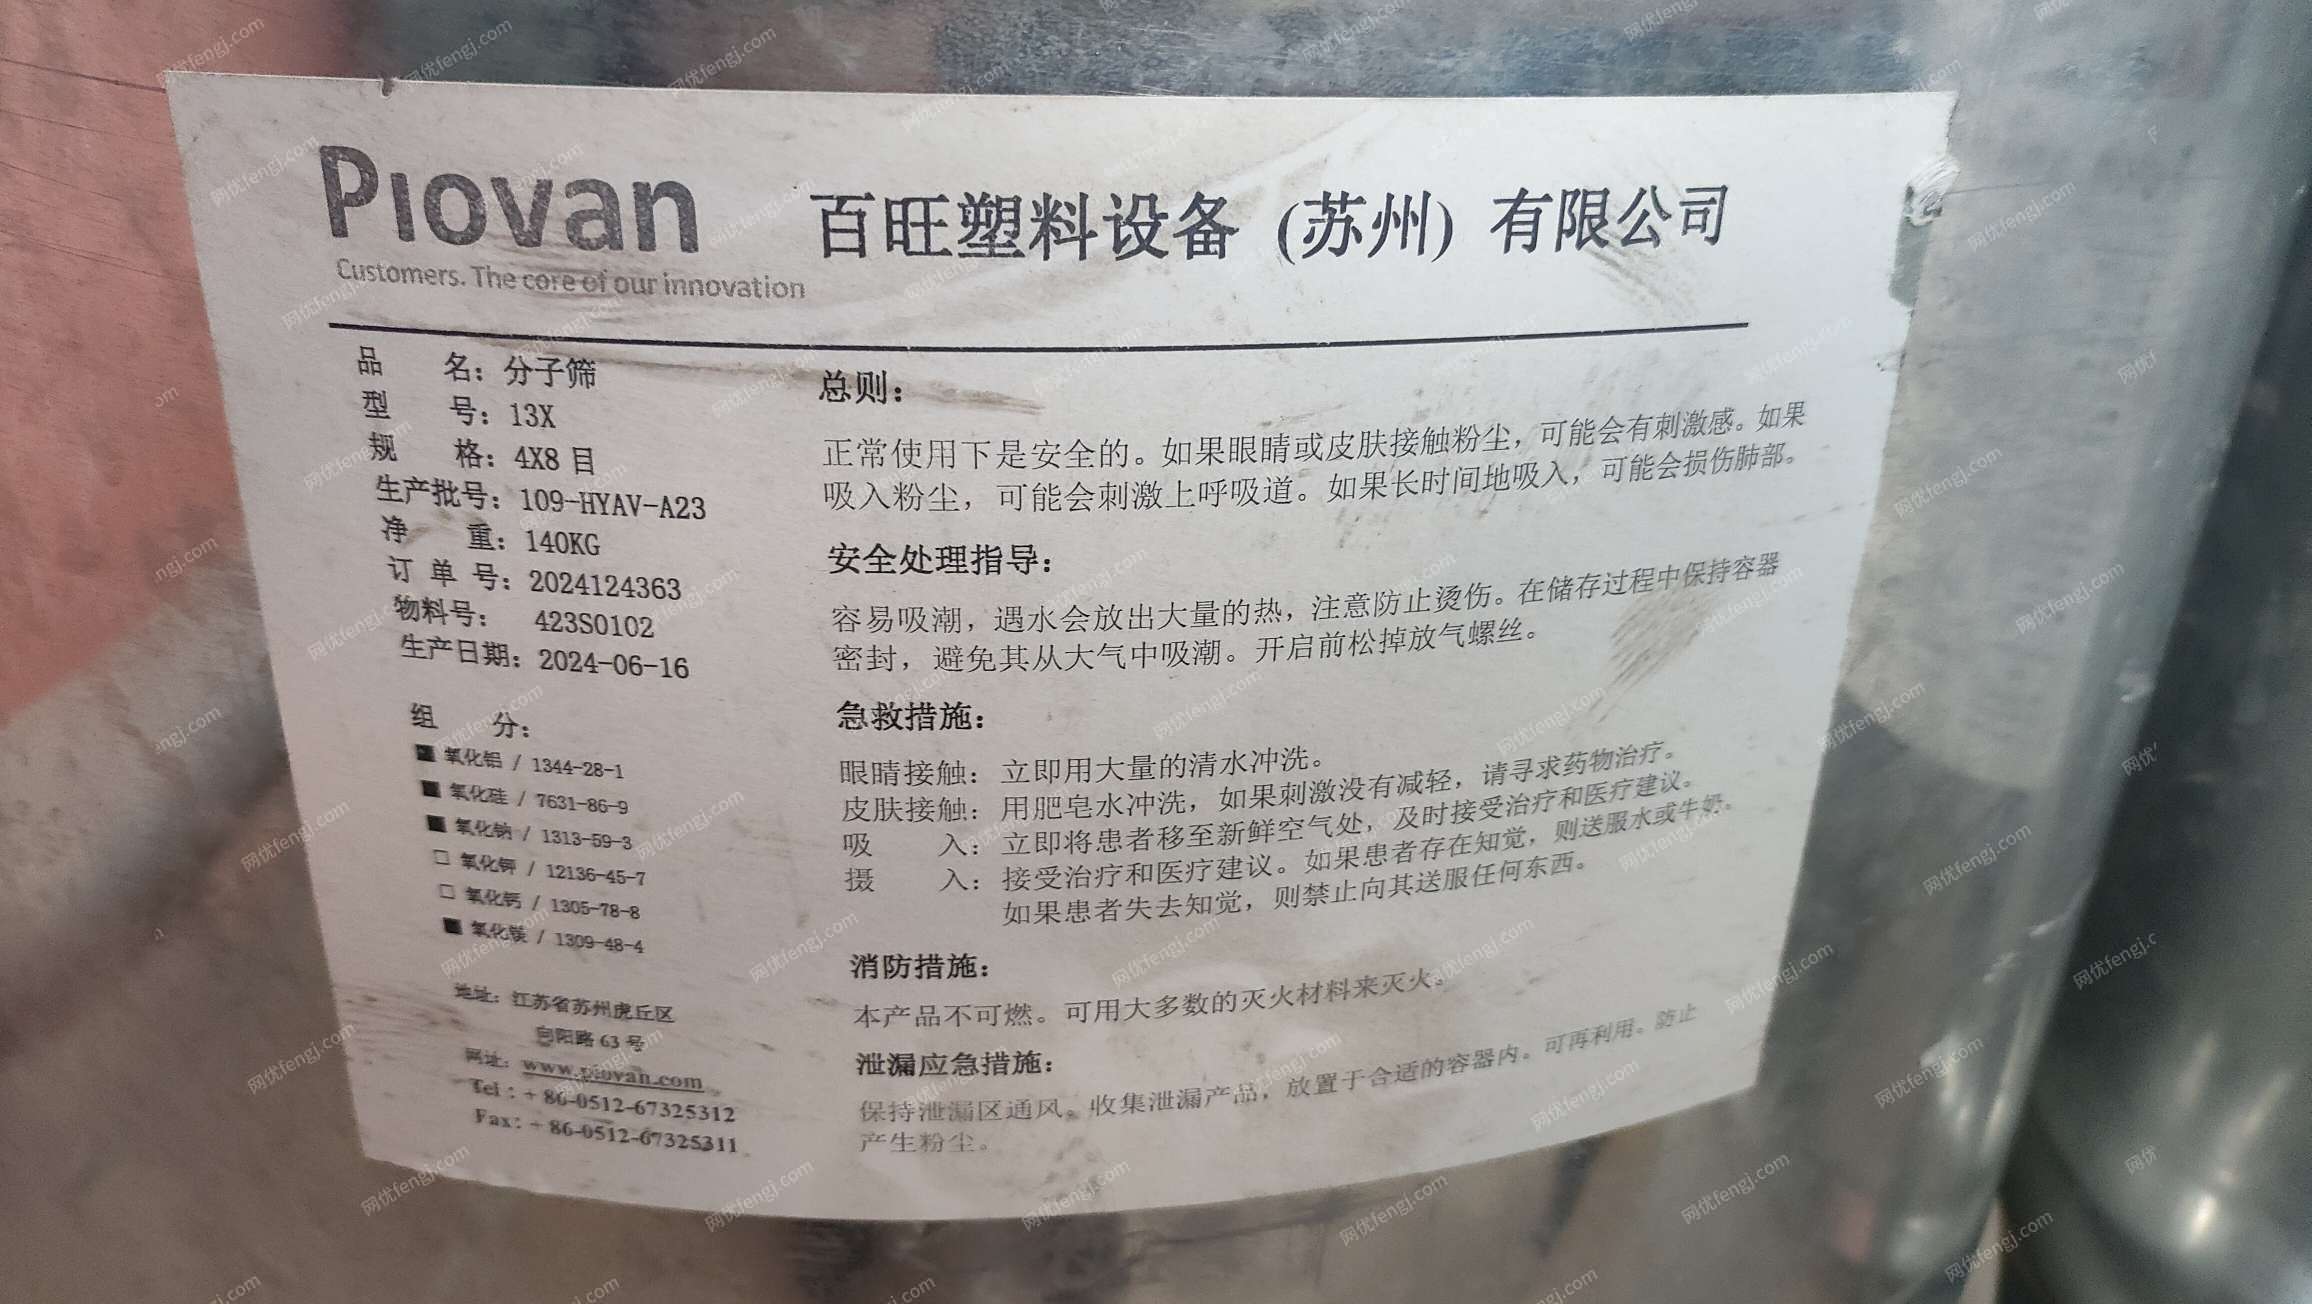 Piovan
Customers. The core of our innovation
百旺塑料设备 (苏州) 有限公司
品 名: 分子筛
型 号: 13X
规 格: 4X8 目
生产批号: 109-HYAV-A23
净 重: 140KG
订 单 号: 2024124363
物料号: 423S0102
生产日期: 2024-06-16
组 分:
■ 氧化铝 / 1344-28-1
■ 氧化硅 / 7631-86-9
■ 氧化钠 / 1313-59-3
□ 氧化钾 / 12136-45-7
□ 氧化钙 / 1305-78-8
■ 氧化镁 / 1309-48-4
地址: 江苏省苏州虎丘区
向阳路 63 号
网址: www.piovan.com
Tel : + 86-0512-67325312
Fax: + 86-0512-67325311
总则:
正常使用下是安全的。如果眼睛或皮肤接触粉尘，可能会有刺激感。如果
吸入粉尘，可能会刺激上呼吸道。如果长时间地吸入，可能会损伤肺部。
安全处理指导:
容易吸潮，遇水会放出大量的热，注意防止烫伤。在储存过程中保持容器
密封，避免其从大气中吸潮。开启前松掉放气螺丝。
急救措施:
眼睛接触: 立即用大量的清水冲洗。
皮肤接触: 用肥皂水冲洗，如果刺激没有减轻，请寻求药物治疗。
吸 入: 立即将患者移至新鲜空气处，及时接受治疗和医疗建议。
摄 入: 接受治疗和医疗建议。如果患者存在知觉，则送服水或牛奶。
如果患者失去知觉，则禁止向其送服任何东西。
消防措施:
本产品不可燃。可用大多数的灭火材料来灭火。
泄漏应急措施:
保持泄漏区通风。收集泄漏产品，放置于合适的容器内。可再利用。防止
产生粉尘。
网优fengj.com